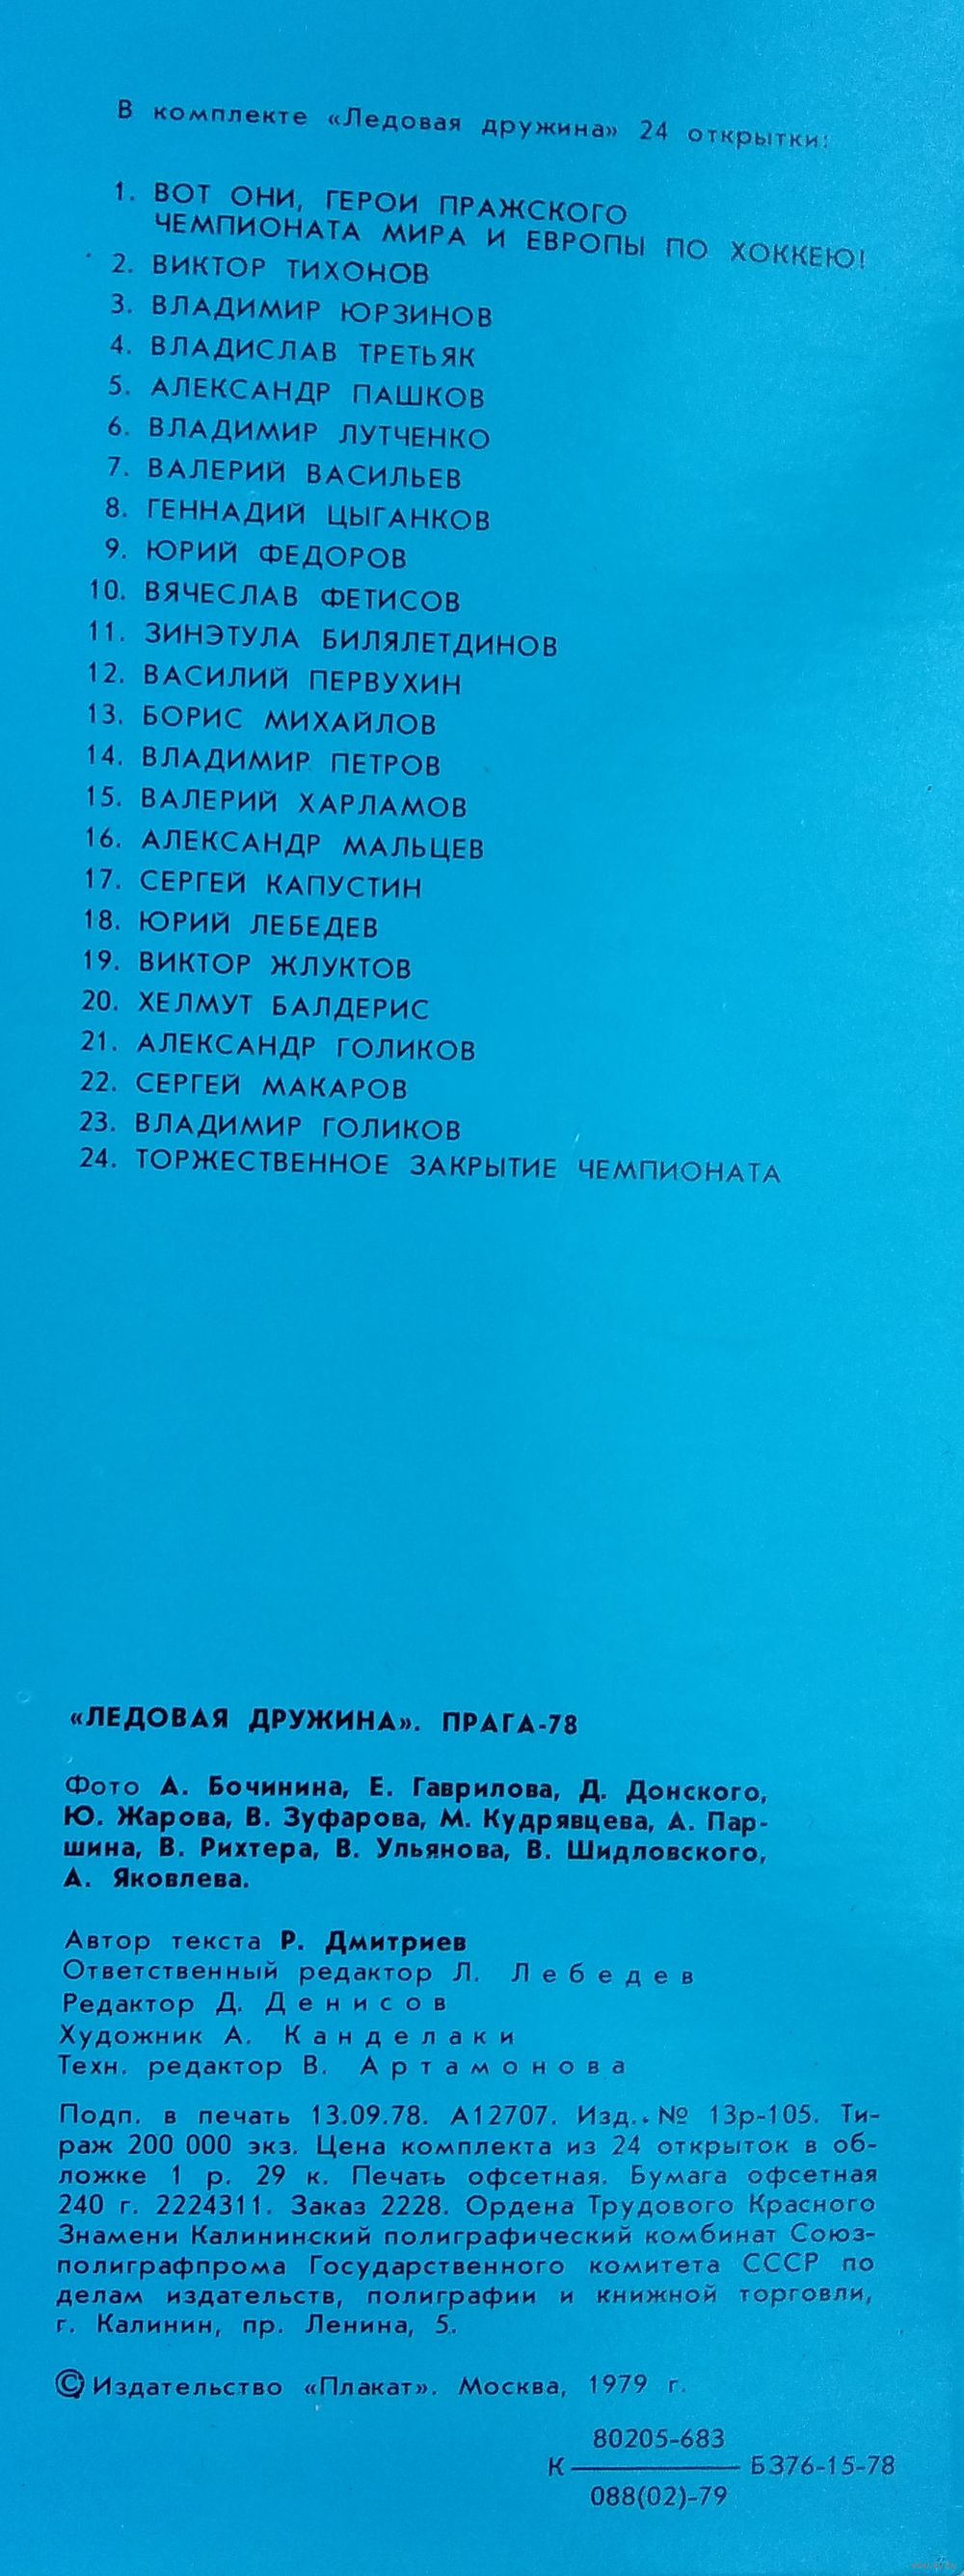 В комплекте «Ледовая дружина» 24 открытки:
1. ВОТ ОНИ, ГЕРОИ ПРАЖСКОГО
ЧЕМПИОНАТА МИРА И ЕВРОПЫ ПО ХОККЕЮ!
2. ВИКТОР ТИХОНОВ
3. ВЛАДИМИР ЮРЗИНОВ
4. ВЛАДИСЛАВ ТРЕТЬЯК
5. АЛЕКСАНДР ПАШКОВ
6. ВЛАДИМИР ЛУТЧЕНКО
7. ВАЛЕРИЙ ВАСИЛЬЕВ
8. ГЕННАДИЙ ЦЫГАНКОВ
9. ЮРИЙ ФЕДОРОВ
10. ВЯЧЕСЛАВ ФЕТИСОВ
11. ЗИНЭТУЛА БИЛЯЛЕТДИНОВ
12. ВАСИЛИЙ ПЕРВУХИН
13. БОРИС МИХАЙЛОВ
14. ВЛАДИМИР ПЕТРОВ
15. ВАЛЕРИЙ ХАРЛАМОВ
16. АЛЕКСАНДР МАЛЬЦЕВ
17. СЕРГЕЙ КАПУСТИН
18. ЮРИЙ ЛЕБЕДЕВ
19. ВИКТОР ЖЛУКТОВ
20. ХЕЛМУТ БАЛДЕРИС
21. АЛЕКСАНДР ГОЛИКОВ
22. СЕРГЕЙ МАКАРОВ
23. ВЛАДИМИР ГОЛИКОВ
24. ТОРЖЕСТВЕННОЕ ЗАКРЫТИЕ ЧЕМПИОНАТА
«ЛЕДОВАЯ ДРУЖИНА». ПРАГА-78
Фото А. Бочинина, Е. Гаврилова, Д. Донского,
Ю. Жарова, В. Зуфарова, М. Кудрявцева, А. Пар-
шина, В. Рихтера, В. Ульянова, В. Шидловского,
А. Яковлева.
Автор текста Р. Дмитриев
Ответственный редактор Л. Лебедев
Редактор Д. Денисов
Художник А. Канделаки
Техн. редактор В. Артамонова
Подп. в печать 13.09.78. А12707. Изд. № 13р-105. Ти-
раж 200 000 экз. Цена комплекта из 24 открыток в об-
ложке 1 р. 29 к. Печать офсетная. Бумага офсетная
240 г. 2224311. Заказ 2228. Ордена Трудового Красного
Знамени Калининский полиграфический комбинат Союз-
полиграфпрома Государственного комитета СССР по
делам издательств, полиграфии и книжной торговли,
г. Калинин, пр. Ленина, 5.
© Издательство «Плакат». Москва, 1979 г.
80205-683
К ——— БЗ76-15-78
088(02)-79